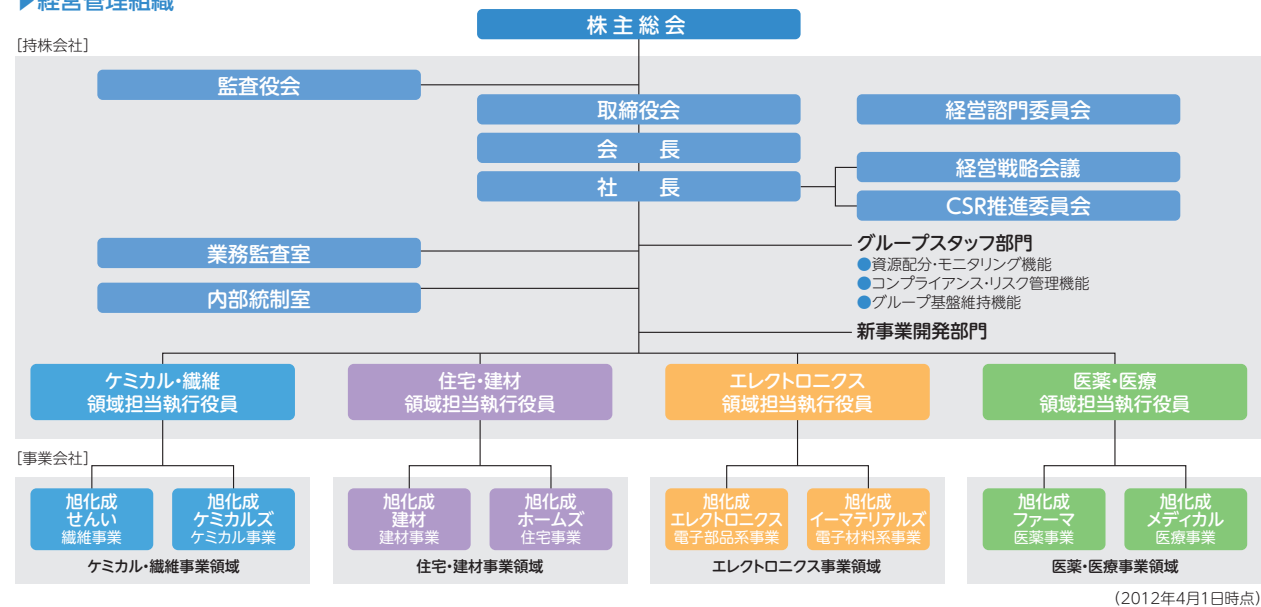 ▶経営管理組織
株主総会
[持株会社]
監査役会
取締役会
経営諮門委員会
会　長
社　長
経営戦略会議
CSR推進委員会
業務監査室
内部統制室
グループスタッフ部門
●資源配分・モニタリング機能
●コンプライアンス・リスク管理機能
●グループ基盤維持機能
新事業開発部門
ケミカル・繊維
領域担当執行役員
住宅・建材
領域担当執行役員
エレクトロニクス
領域担当執行役員
医薬・医療
領域担当執行役員
[事業会社]
旭化成
せんい
繊維事業
旭化成
ケミカルズ
ケミカル事業
ケミカル・繊維事業領域
旭化成
建材
建材事業
旭化成
ホームズ
住宅事業
住宅・建材事業領域
旭化成
エレクトロニクス
電子部品系事業
旭化成
イーマテリアルズ
電子材料系事業
エレクトロニクス事業領域
旭化成
ファーマ
医薬事業
旭化成
メディカル
医療事業
医薬・医療事業領域
（2012年4月1日時点）